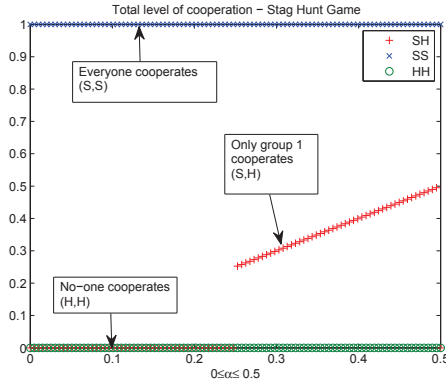 Total level of cooperation − Stag Hunt Game
1
0.9
0.8
0.7
0.6
0.5
0.4
0.3
0.2
0.1
0
SH
SS
HH
Everyone cooperates
(S,S)
Only group 1
cooperates
(S,H)
No−one cooperates
(H,H)
0 0.1 0.2 0.3 0.4 0.5
0≤α≤ 0.5